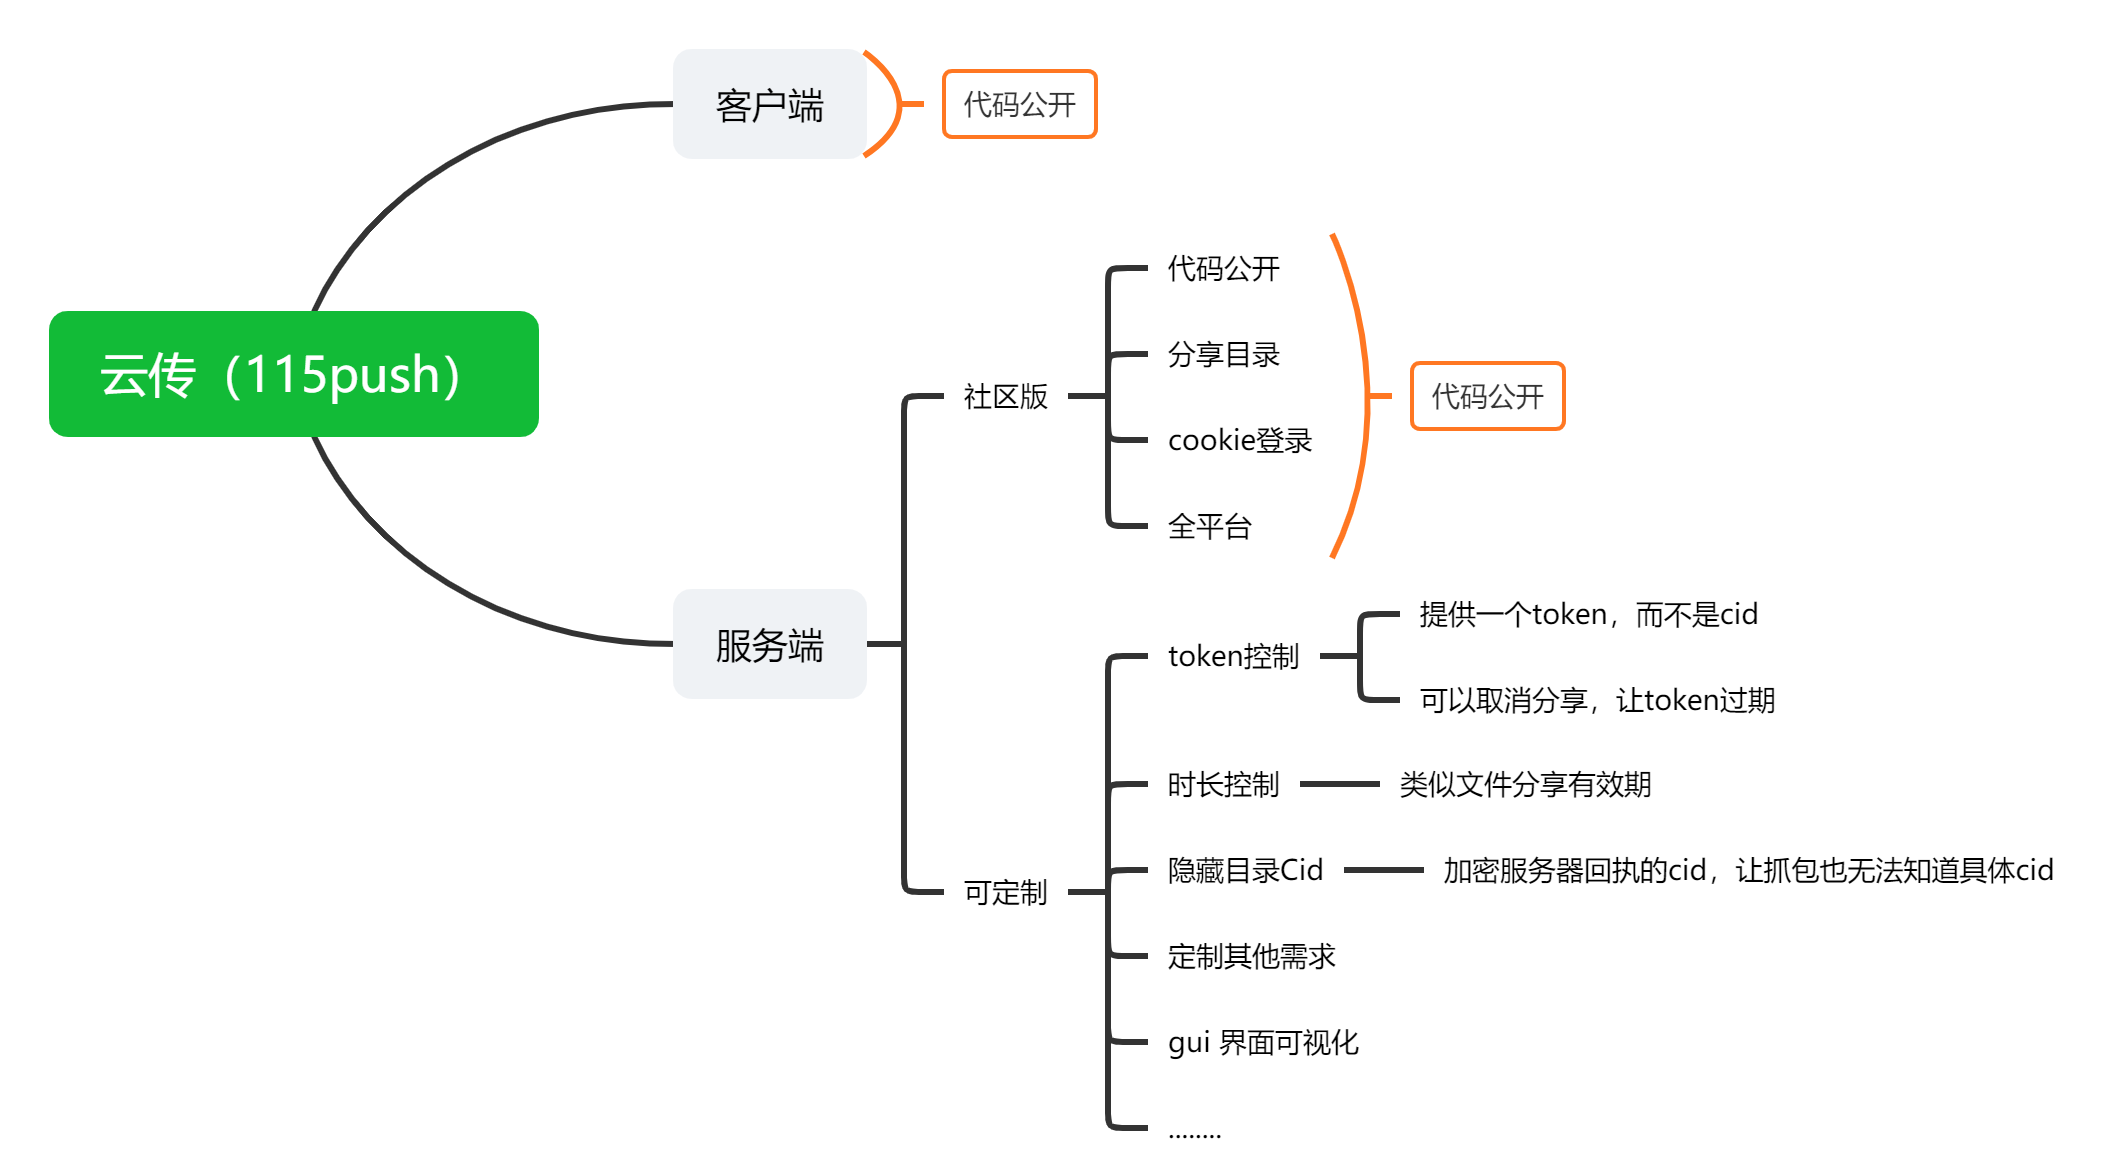 云传（115push）
客户端
代码公开
服务端
社区版
代码公开
分享目录
cookie登录
全平台
代码公开
可定制
token控制
提供一个token，而不是cid
可以取消分享，让token过期
时长控制
类似文件分享有效期
隐藏目录Cid
加密服务器回执的cid，让抓包也无法知道具体cid
定制其他需求
gui 界面可视化
........